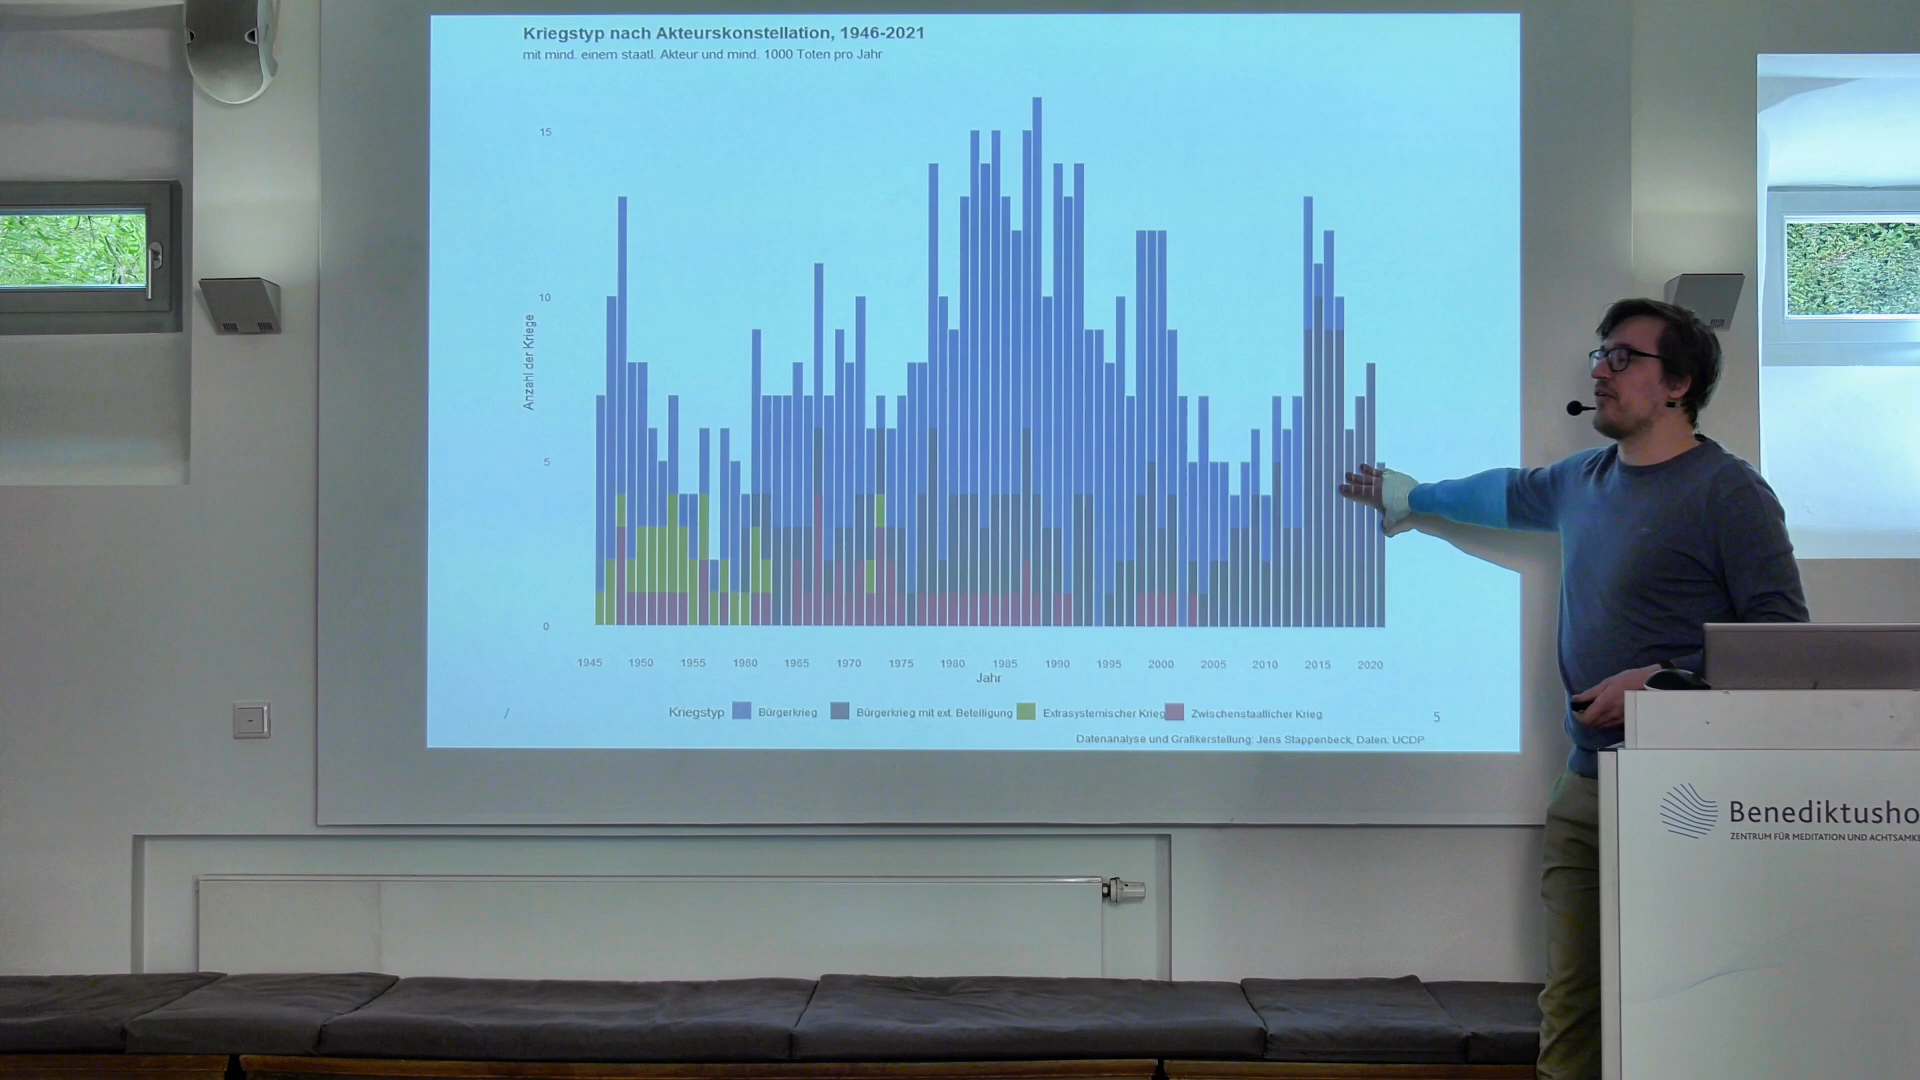 Kriegstyp nach Akteurskonstellation, 1946-2021
mit mind. einem staatl. Akteur und mind. 1000 Toten pro Jahr
Anzahl der Kriege
15
10
5
0
1945 1950 1955 1960 1965 1970 1975 1980 1985 1990 1995 2000 2005 2010 2015 2020
Jahr
Kriegstyp Bürgerkrieg Bürgerkrieg mit ext. Beteiligung Extrasystemischer Krieg Zwischenstaatlicher Krieg
/ 5
Datenanalyse und Grafikerstellung: Jens Stappenbeck, Daten: UCDP
Benediktusho
ZENTRUM FÜR MEDITATION UND ACHTSAMKE